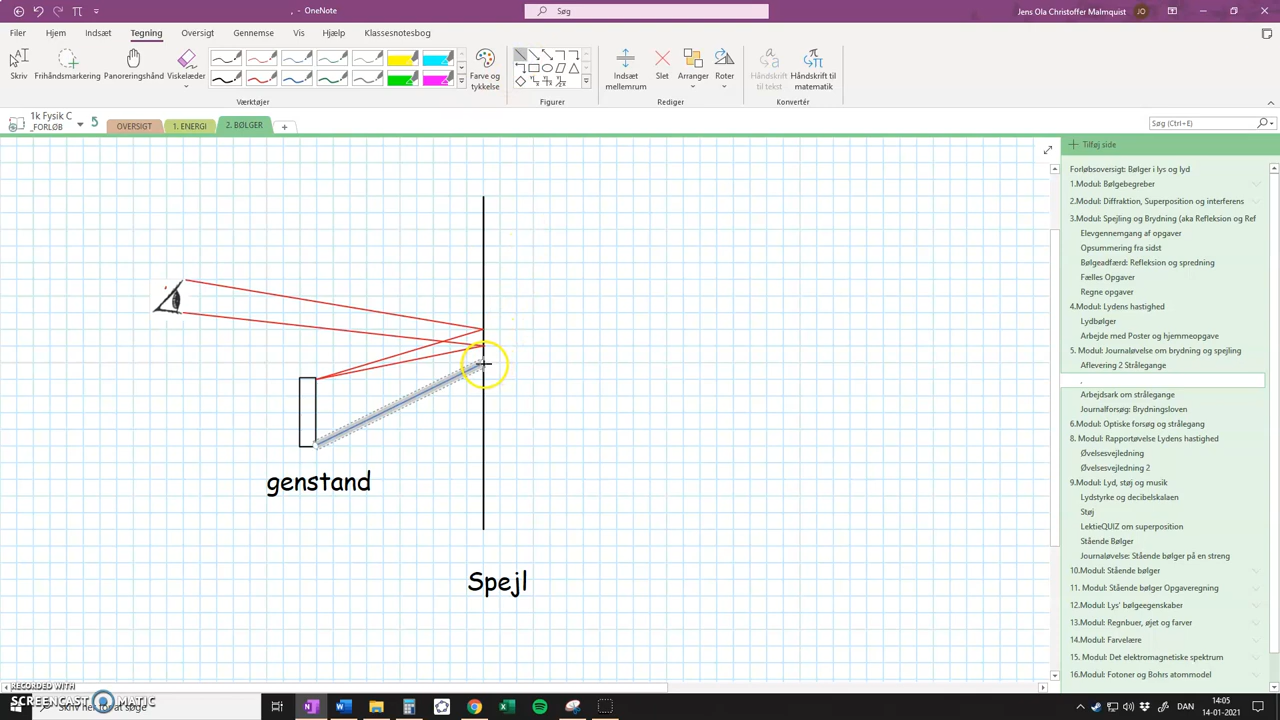 . - OneNote
Søg
Jens Ola Christoffer Malmquist
JO
Filer
Hjem
Indsæt
Tegning
Oversigt
Gennemse
Vis
Hjælp
Klassenotesbog
Skriv
Frihåndsmarkering
Panoreringshånd
Viskelæder
Farve og
tykkelse
Indsæt
mellemrum
Slet
Arranger
Roter
Håndskrift
til tekst
Håndskrift til
matematik
Værktøjer
Figurer
Rediger
Konvertér
1k Fysik C
_FORLØB
OVERSIGT
1. ENERGI
2. BØLGER
Søg (Ctrl+E)
Tilføj side
Forløbsoversigt: Bølger i lys og lyd
1.Modul: Bølgebegreber
2.Modul: Diffraktion, Superposition og interferens
3.Modul: Spejling og Brydning (aka Refleksion og Ref
Elevgennemgang af opgaver
Opsummering fra sidst
Bølgeadfærd: Refleksion og spredning
Fælles Opgaver
Regne opgaver
4.Modul: Lydens hastighed
Lydbølger
Arbejde med Poster og hjemmeopgave
5. Modul: Journaløvelse om brydning og spejling
Aflevering 2 Strålegange
.
Arbejdsark om strålegange
Journalforsøg: Brydningsloven
6.Modul: Optiske forsøg og strålegang
8. Modul: Rapportøvelse Lydens hastighed
Øvelsesvejledning
Øvelsesvejledning 2
9.Modul: Lyd, støj og musik
Lydstyrke og decibelskalaen
Støj
LektieQUIZ om superposition
Stående Bølger
Journaløvelse: Stående bølger på en streng
10.Modul: Stående bølger
11. Modul: Stående bølger Opgaveregning
12.Modul: Lys' bølgeegenskaber
13.Modul: Regnbuer, øjet og farver
14.Modul: Farvelære
15. Modul: Det elektromagnetiske spektrum
16.Modul: Fotoner og Bohrs atommodel
genstand
Spejl
RECORDED WITH
SCREENCAST MATIC
DAN
14:05
14-01-2021